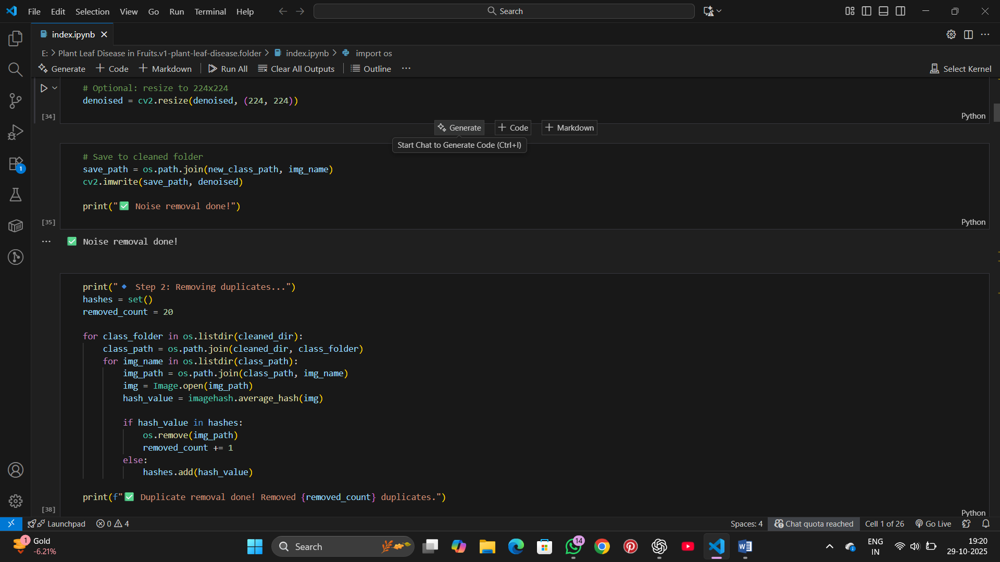 File Edit Selection View Go Run Terminal Help
Search
index.ipynb
E: > Plant Leaf Disease in Fruits.v1-plant-leaf-disease.folder > index.ipynb > import os
Generate + Code + Markdown Run All Clear All Outputs Outline ...
Select Kernel
# Optional: resize to 224x224
denoised = cv2.resize(denoised, (224, 224))
[34]
Python
Generate + Code + Markdown
Start Chat to Generate Code (Ctrl+I)
# Save to cleaned folder
save_path = os.path.join(new_class_path, img_name)
cv2.imwrite(save_path, denoised)
print("✅ Noise removal done!")
[35]
Python
... ✅ Noise removal done!
print("🔹 Step 2: Removing duplicates...")
hashes = set()
removed_count = 20
for class_folder in os.listdir(cleaned_dir):
class_path = os.path.join(cleaned_dir, class_folder)
for img_name in os.listdir(class_path):
img_path = os.path.join(class_path, img_name)
img = Image.open(img_path)
hash_value = imagehash.average_hash(img)
if hash_value in hashes:
os.remove(img_path)
removed_count += 1
else:
hashes.add(hash_value)
print(f"✅ Duplicate removal done! Removed {removed_count} duplicates.")
[38]
Python
1
Launchpad 0 4
Spaces: 4 Chat quota reached Cell 1 of 26 Go Live
1
Gold
-6.21%
Search
14
ENG
IN
19:20
29-10-2025